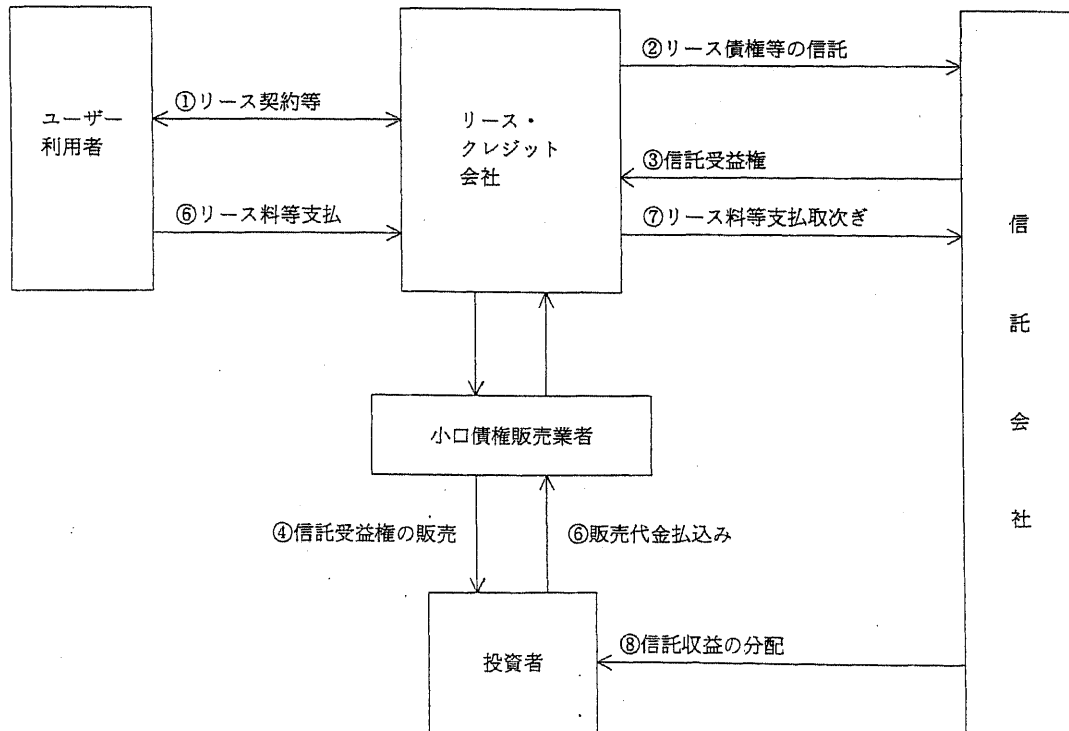 ②リース債権等の信託
①リース契約等
ユーザー
利用者
リース・
クレジット
会社
③信託受益権
⑥リース料等支払
⑦リース料等支払取次ぎ
信
託
会
社
小口債権販売業者
④信託受益権の販売
⑥販売代金払込み
投資者
⑧信託収益の分配